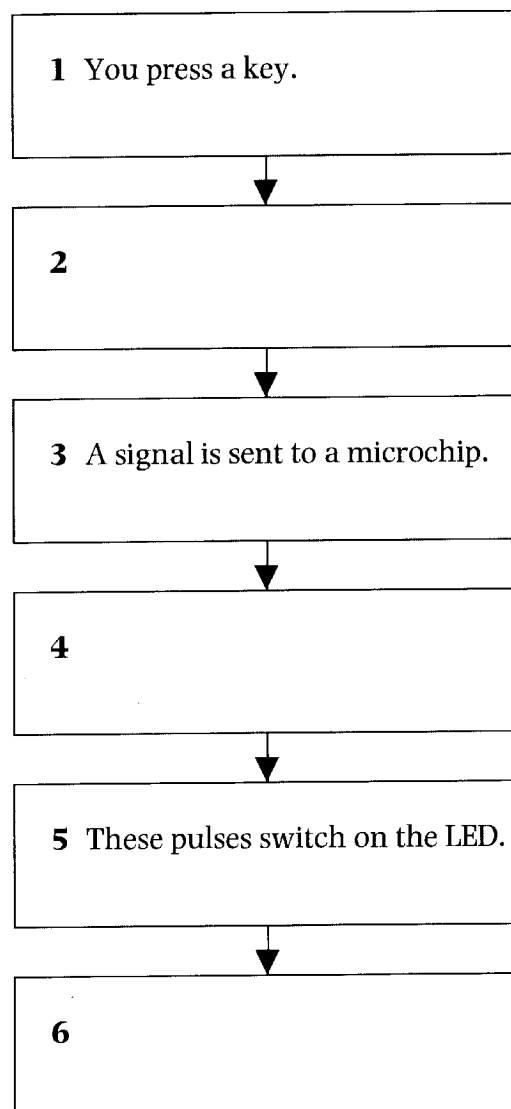 1 You press a key.
2
3 A signal is sent to a microchip.
4
5 These pulses switch on the LED.
6